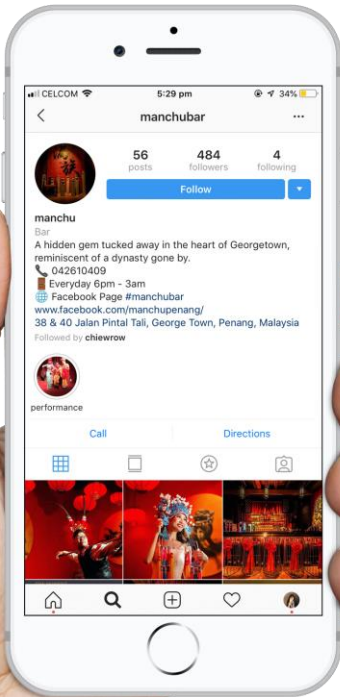 CELCOM 5:29 pm 34%
manchubar
56 484 4
posts followers following
Follow
manchu
Bar
A hidden gem tucked away in the heart of Georgetown,
reminiscent of a dynasty gone by.
042610409
Everyday 6pm - 3am
Facebook Page #manchubar
www.facebook.com/manchupenang/
38 & 40 Jalan Pintal Tali, George Town, Penang, Malaysia
Followed by chiewrow
performance
Call Directions